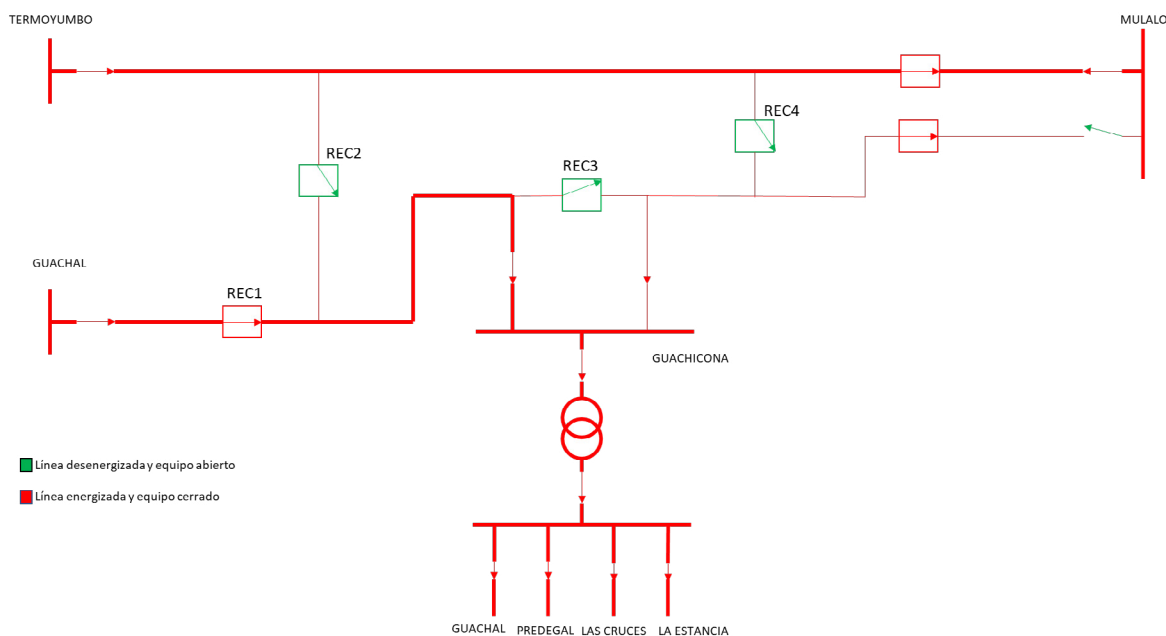 TERMOYUMBO
MULALO
REC4
REC2
REC3
GUACHAL
REC1
GUACHICONA
Línea desenergizada y equipo abierto
Línea energizada y equipo cerrado
GUACHAL PREDEGAL LAS CRUCES LA ESTANCIA